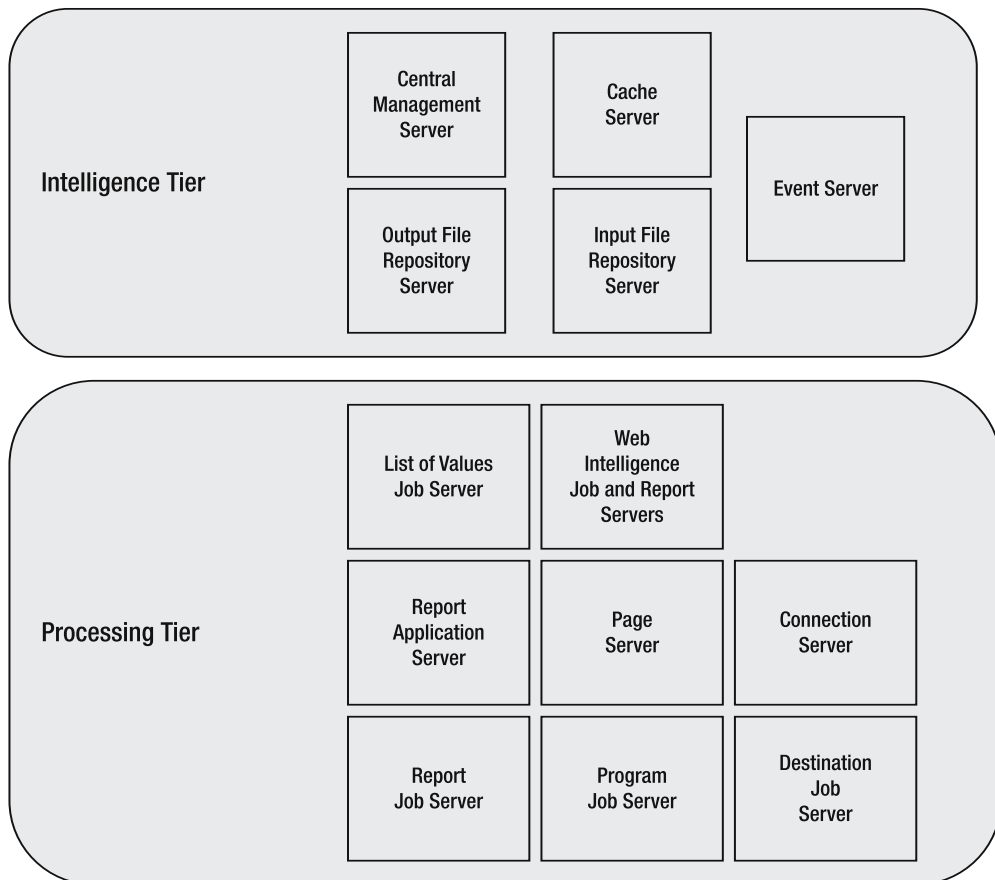 Intelligence Tier
Central
Management
Server
Cache
Server
Event Server
Output File
Repository
Server
Input File
Repository
Server
Processing Tier
List of Values
Job Server
Web
Intelligence
Job and Report
Servers
Report
Application
Server
Page
Server
Connection
Server
Report
Job Server
Program
Job Server
Destination
Job
Server